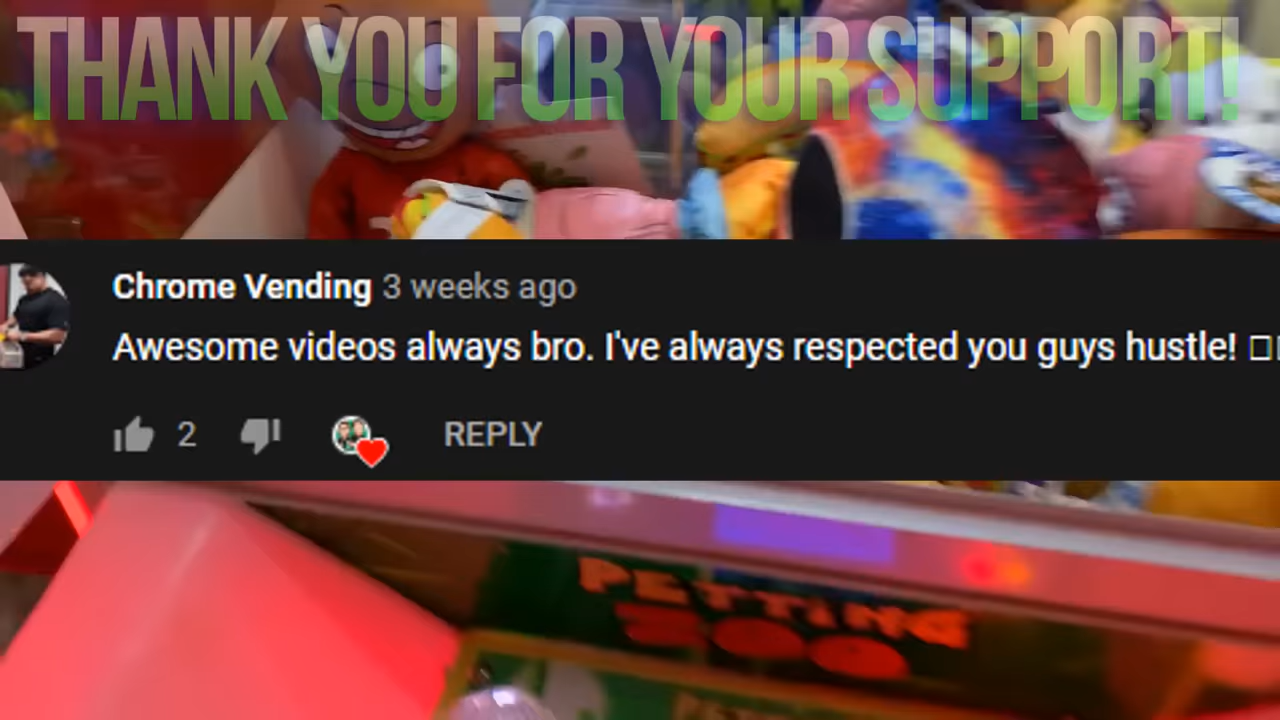 THANK YOU FOR YOUR SUPPORT!
Chrome Vending 3 weeks ago
Awesome videos always bro. I've always respected you guys hustle!
2
REPLY
PETTING
ZOO